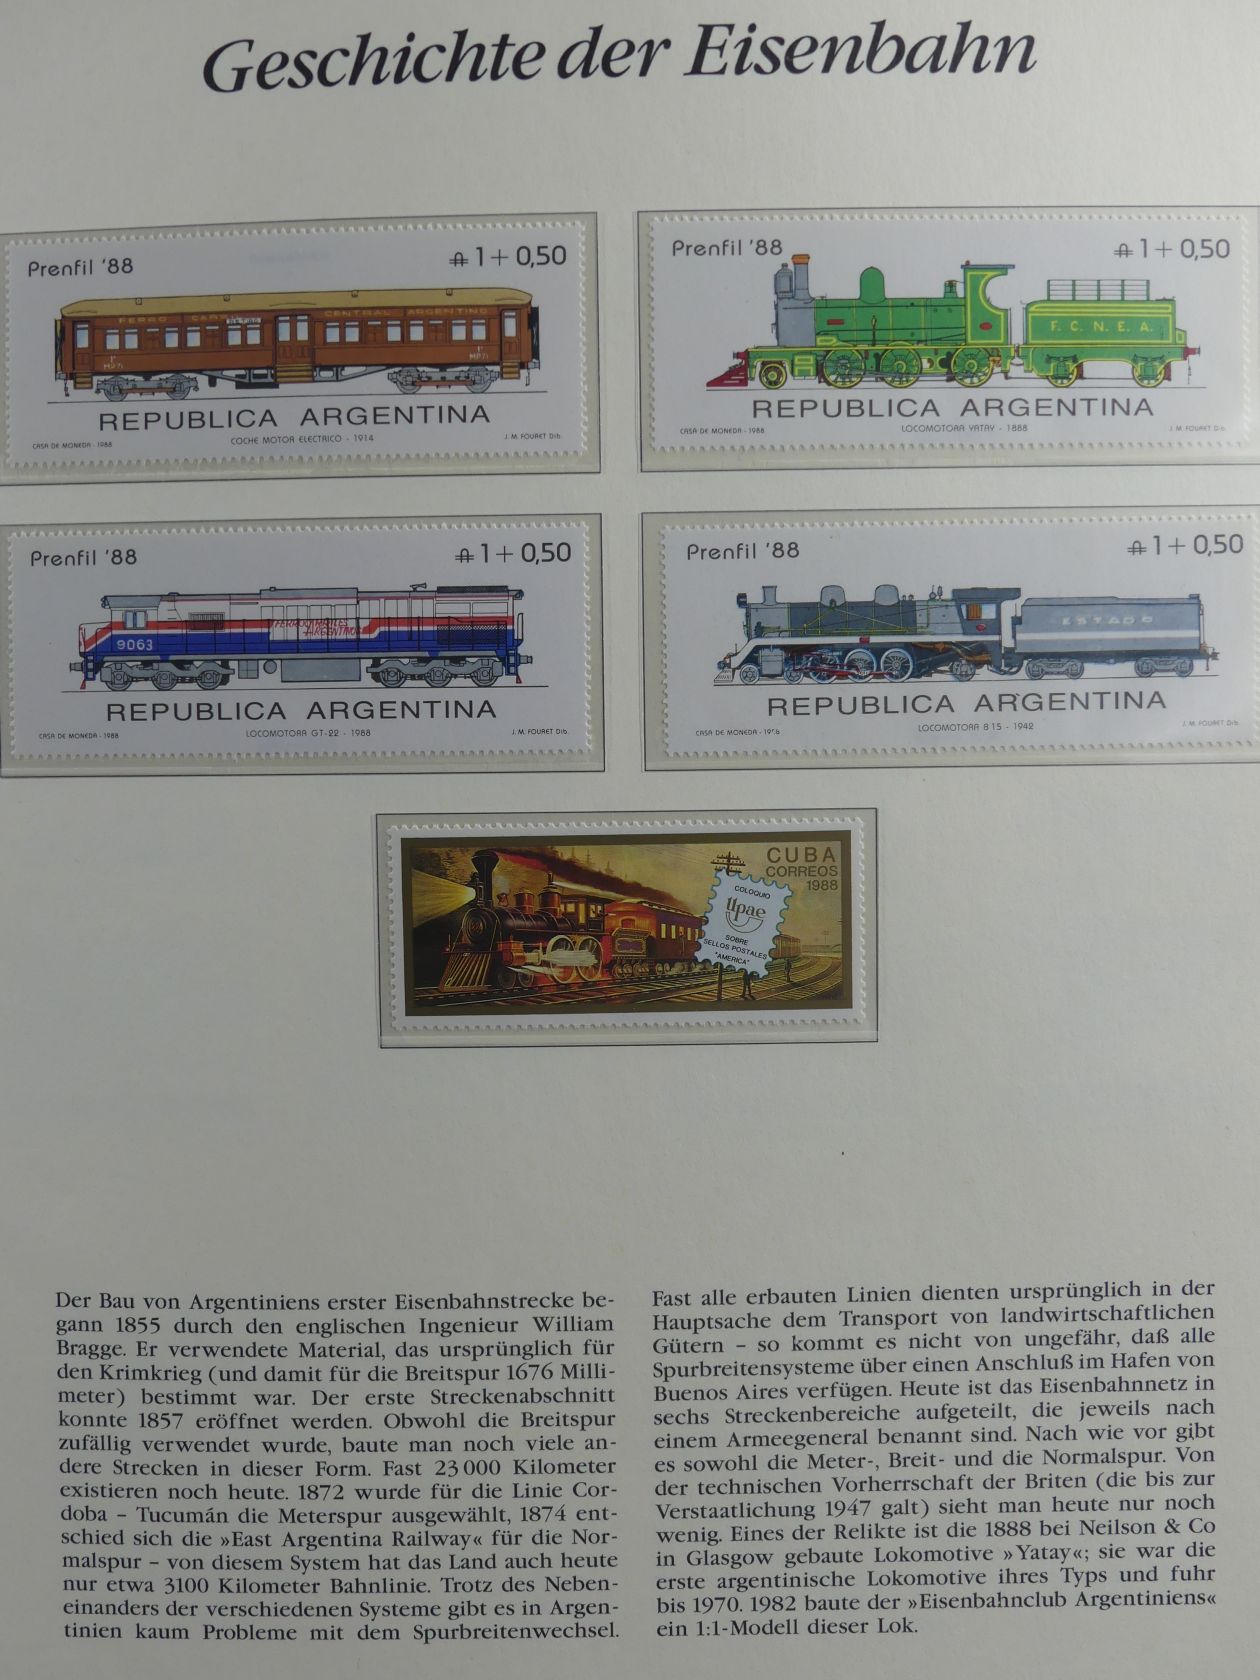 Geschichte der Eisenbahn
Prenfil '88
₳ 1 + 0,50
FERRO CARRIL CENTRAL ARGENTINO
RETIRO
1ª
MP71
1ª
MP71
REPUBLICA ARGENTINA
CASA DE MONEDA - 1988
COCHE MOTOR ELECTRICO - 1914
J. M. FOURET Dib.
Prenfil '88
₳ 1 + 0,50
F. C. N. E. A.
REPUBLICA ARGENTINA
CASA DE MONEDA - 1988
LOCOMOTORA YATAY - 1888
J. M. FOURET Dib.
Prenfil '88
₳ 1 + 0,50
9063
FERROCARRILES
ARGENTINOS
REPUBLICA ARGENTINA
CASA DE MONEDA - 1988
LOCOMOTORA GT-22 - 1988
J. M. FOURET Dib.
Prenfil '88
₳ 1 + 0,50
ESTADO
REPUBLICA ARGENTINA
CASA DE MONEDA - 1988
LOCOMOTORA B 15 - 1942
J. M. FOURET Dib.
CUBA
CORREOS
1988
COLOQUIO
upae
SOBRE
SELLOS POSTALES
"AMERICA"
Der Bau von Argentiniens erster Eisenbahnstrecke be-
gann 1855 durch den englischen Ingenieur William
Bragge. Er verwendete Material, das ursprünglich für
den Krimkrieg (und damit für die Breitspur 1676 Milli-
meter) bestimmt war. Der erste Streckenabschnitt
konnte 1857 eröffnet werden. Obwohl die Breitspur
zufällig verwendet wurde, baute man noch viele an-
dere Strecken in dieser Form. Fast 23 000 Kilometer
existieren noch heute. 1872 wurde für die Linie Cor-
doba – Tucumán die Meterspur ausgewählt, 1874 ent-
schied sich die »East Argentina Railway« für die Nor-
malspur – von diesem System hat das Land auch heute
nur etwa 3100 Kilometer Bahnlinie. Trotz des Neben-
einanders der verschiedenen Systeme gibt es in Argen-
tinien kaum Probleme mit dem Spurbreitenwechsel.
Fast alle erbauten Linien dienten ursprünglich in der
Hauptsache dem Transport von landwirtschaftlichen
Gütern – so kommt es nicht von ungefähr, daß alle
Spurbreitensysteme über einen Anschluß im Hafen von
Buenos Aires verfügen. Heute ist das Eisenbahnnetz in
sechs Streckenbereiche aufgeteilt, die jeweils nach
einem Armeegeneral benannt sind. Nach wie vor gibt
es sowohl die Meter-, Breit- und die Normalspur. Von
der technischen Vorherrschaft der Briten (die bis zur
Verstaatlichung 1947 galt) sieht man heute nur noch
wenig. Eines der Relikte ist die 1888 bei Neilson & Co
in Glasgow gebaute Lokomotive »Yatay«; sie war die
erste argentinische Lokomotive ihres Typs und fuhr
bis 1970. 1982 baute der »Eisenbahnclub Argentiniens«
ein 1:1-Modell dieser Lok.